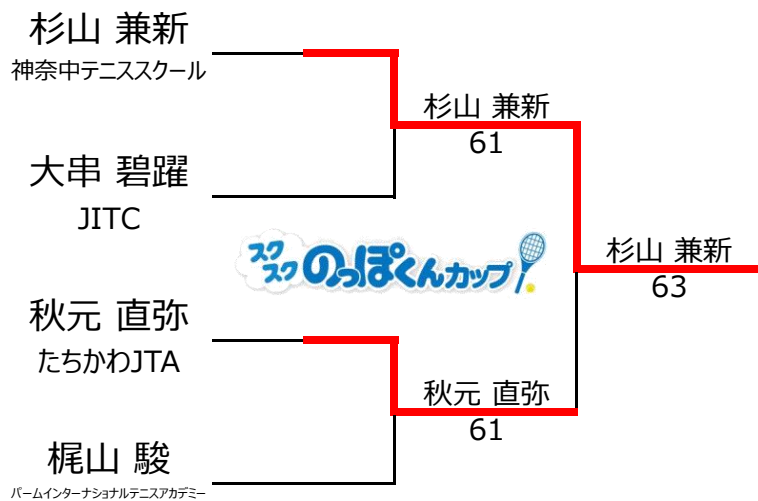 杉山 兼新
神奈中テニススクール
杉山 兼新
61
大串 碧躍
JITC
スクスク のっぽくんカップ
杉山 兼新
63
秋元 直弥
たちかわJTA
秋元 直弥
61
梶山 駿
パームインターナショナルテニスアカデミー